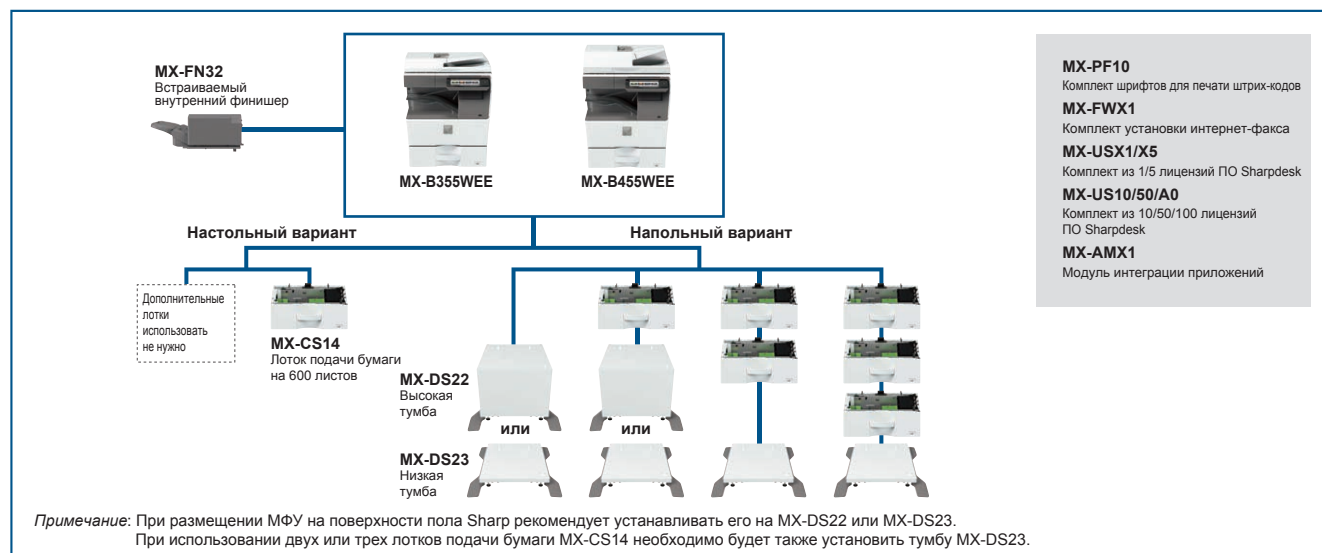 MX-FN32
Встраиваемый
внутренний финишер
MX-B355WEE
MX-B455WEE
Настольный вариант
Напольный вариант
Дополнительные
лотки
использовать
не нужно
MX-CS14
Лоток подачи бумаги
на 600 листов
MX-DS22
Высокая
тумба
или
или
MX-DS23
Низкая
тумба
Примечание: При размещении МФУ на поверхности пола Sharp рекомендует устанавливать его на MX-DS22 или MX-DS23.
При использовании двух или трех лотков подачи бумаги MX-CS14 необходимо будет также установить тумбу MX-DS23.
MX-PF10
Комплект шрифтов для печати штрих-кодов
MX-FWX1
Комплект установки интернет-факса
MX-USX1/X5
Комплект из 1/5 лицензий ПО Sharpdesk
MX-US10/50/A0
Комплект из 10/50/100 лицензий
ПО Sharpdesk
MX-AMX1
Модуль интеграции приложений